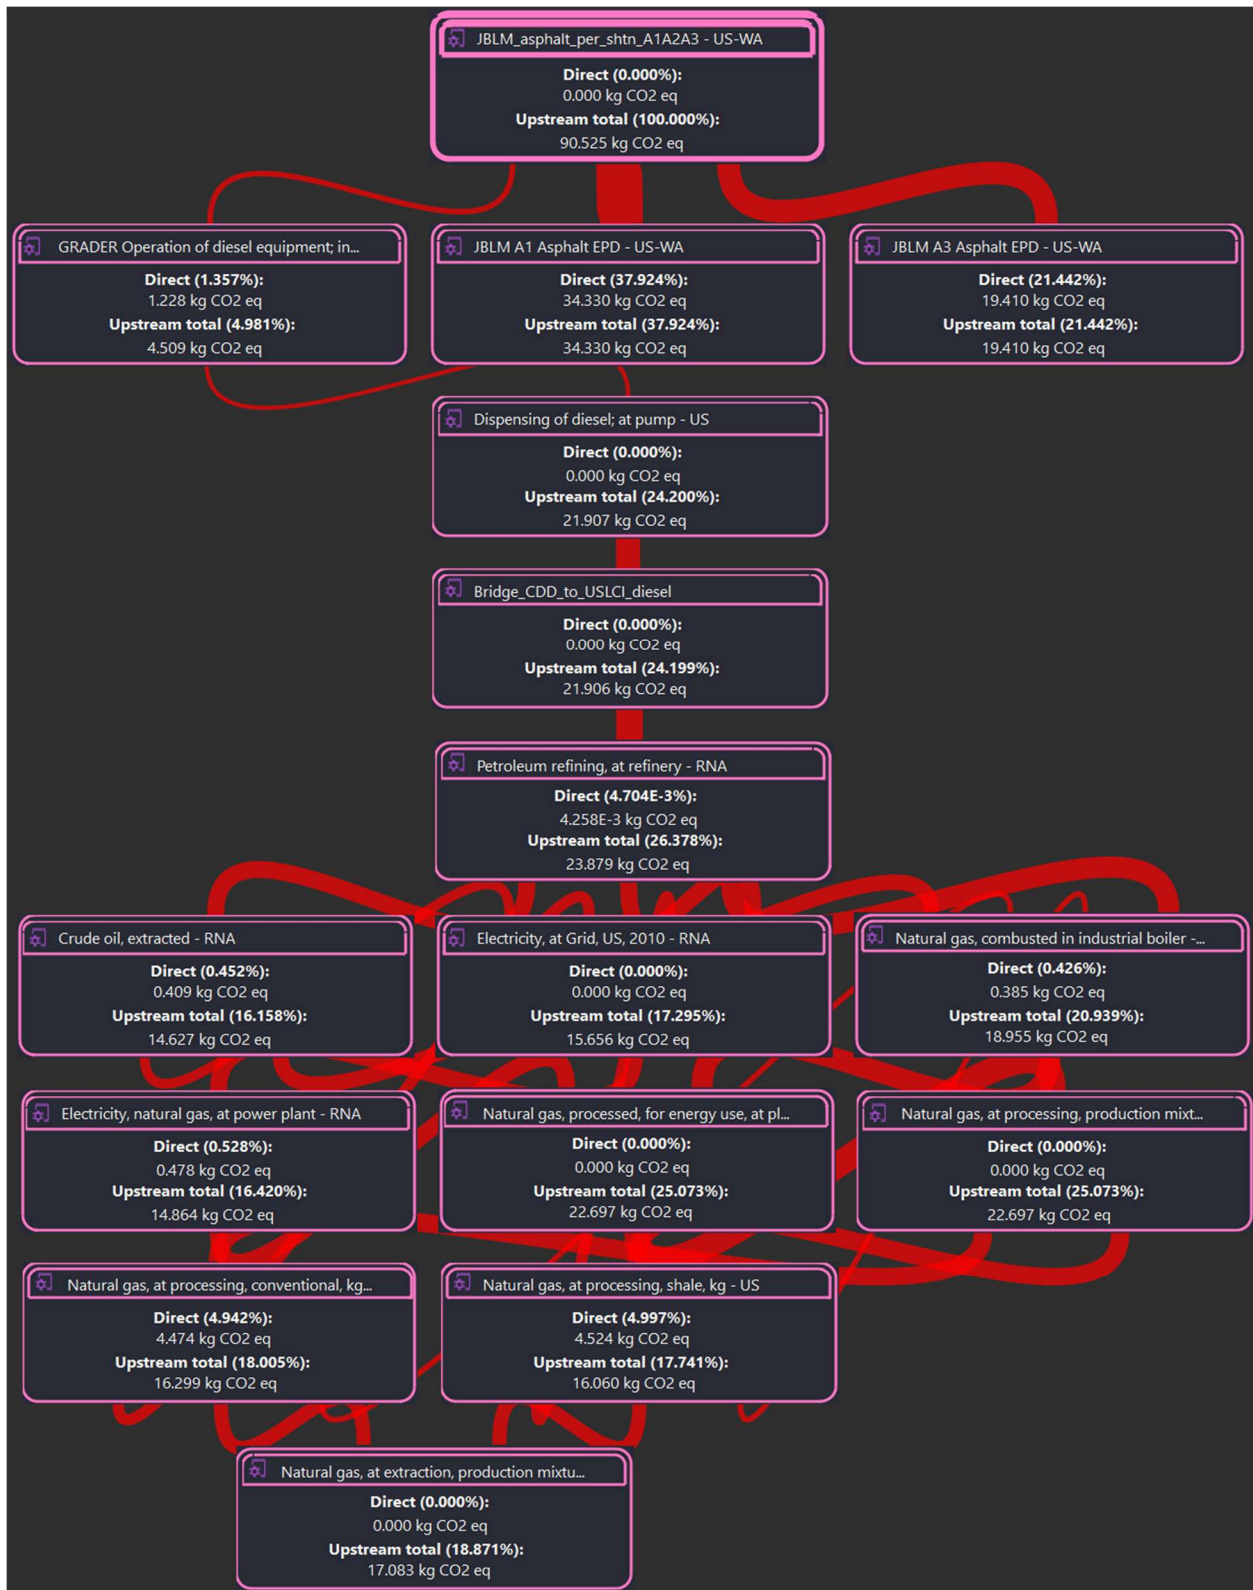 JBLM_asphalt_per_shtn_A1A2A3 - US-WA
Direct (0.000%):
0.000 kg CO2 eq
Upstream total (100.000%):
90.525 kg CO2 eq
GRADER Operation of diesel equipment; in...
Direct (1.357%):
1.228 kg CO2 eq
Upstream total (4.981%):
4.509 kg CO2 eq
JBLM A1 Asphalt EPD - US-WA
Direct (37.924%):
34.330 kg CO2 eq
Upstream total (37.924%):
34.330 kg CO2 eq
JBLM A3 Asphalt EPD - US-WA
Direct (21.442%):
19.410 kg CO2 eq
Upstream total (21.442%):
19.410 kg CO2 eq
Dispensing of diesel; at pump - US
Direct (0.000%):
0.000 kg CO2 eq
Upstream total (24.200%):
21.907 kg CO2 eq
Bridge_CDD_to_USLCI_diesel
Direct (0.000%):
0.000 kg CO2 eq
Upstream total (24.199%):
21.906 kg CO2 eq
Petroleum refining, at refinery - RNA
Direct (4.704E-3%):
4.258E-3 kg CO2 eq
Upstream total (26.378%):
23.879 kg CO2 eq
Crude oil, extracted - RNA
Direct (0.452%):
0.409 kg CO2 eq
Upstream total (16.158%):
14.627 kg CO2 eq
Electricity, at Grid, US, 2010 - RNA
Direct (0.000%):
0.000 kg CO2 eq
Upstream total (17.295%):
15.656 kg CO2 eq
Natural gas, combusted in industrial boiler -...
Direct (0.426%):
0.385 kg CO2 eq
Upstream total (20.939%):
18.955 kg CO2 eq
Electricity, natural gas, at power plant - RNA
Direct (0.528%):
0.478 kg CO2 eq
Upstream total (16.420%):
14.864 kg CO2 eq
Natural gas, processed, for energy use, at pl...
Direct (0.000%):
0.000 kg CO2 eq
Upstream total (25.073%):
22.697 kg CO2 eq
Natural gas, at processing, production mixt...
Direct (0.000%):
0.000 kg CO2 eq
Upstream total (25.073%):
22.697 kg CO2 eq
Natural gas, at processing, conventional, kg...
Direct (4.942%):
4.474 kg CO2 eq
Upstream total (18.005%):
16.299 kg CO2 eq
Natural gas, at processing, shale, kg - US
Direct (4.997%):
4.524 kg CO2 eq
Upstream total (17.741%):
16.060 kg CO2 eq
Natural gas, at extraction, production mixtu...
Direct (0.000%):
0.000 kg CO2 eq
Upstream total (18.871%):
17.083 kg CO2 eq